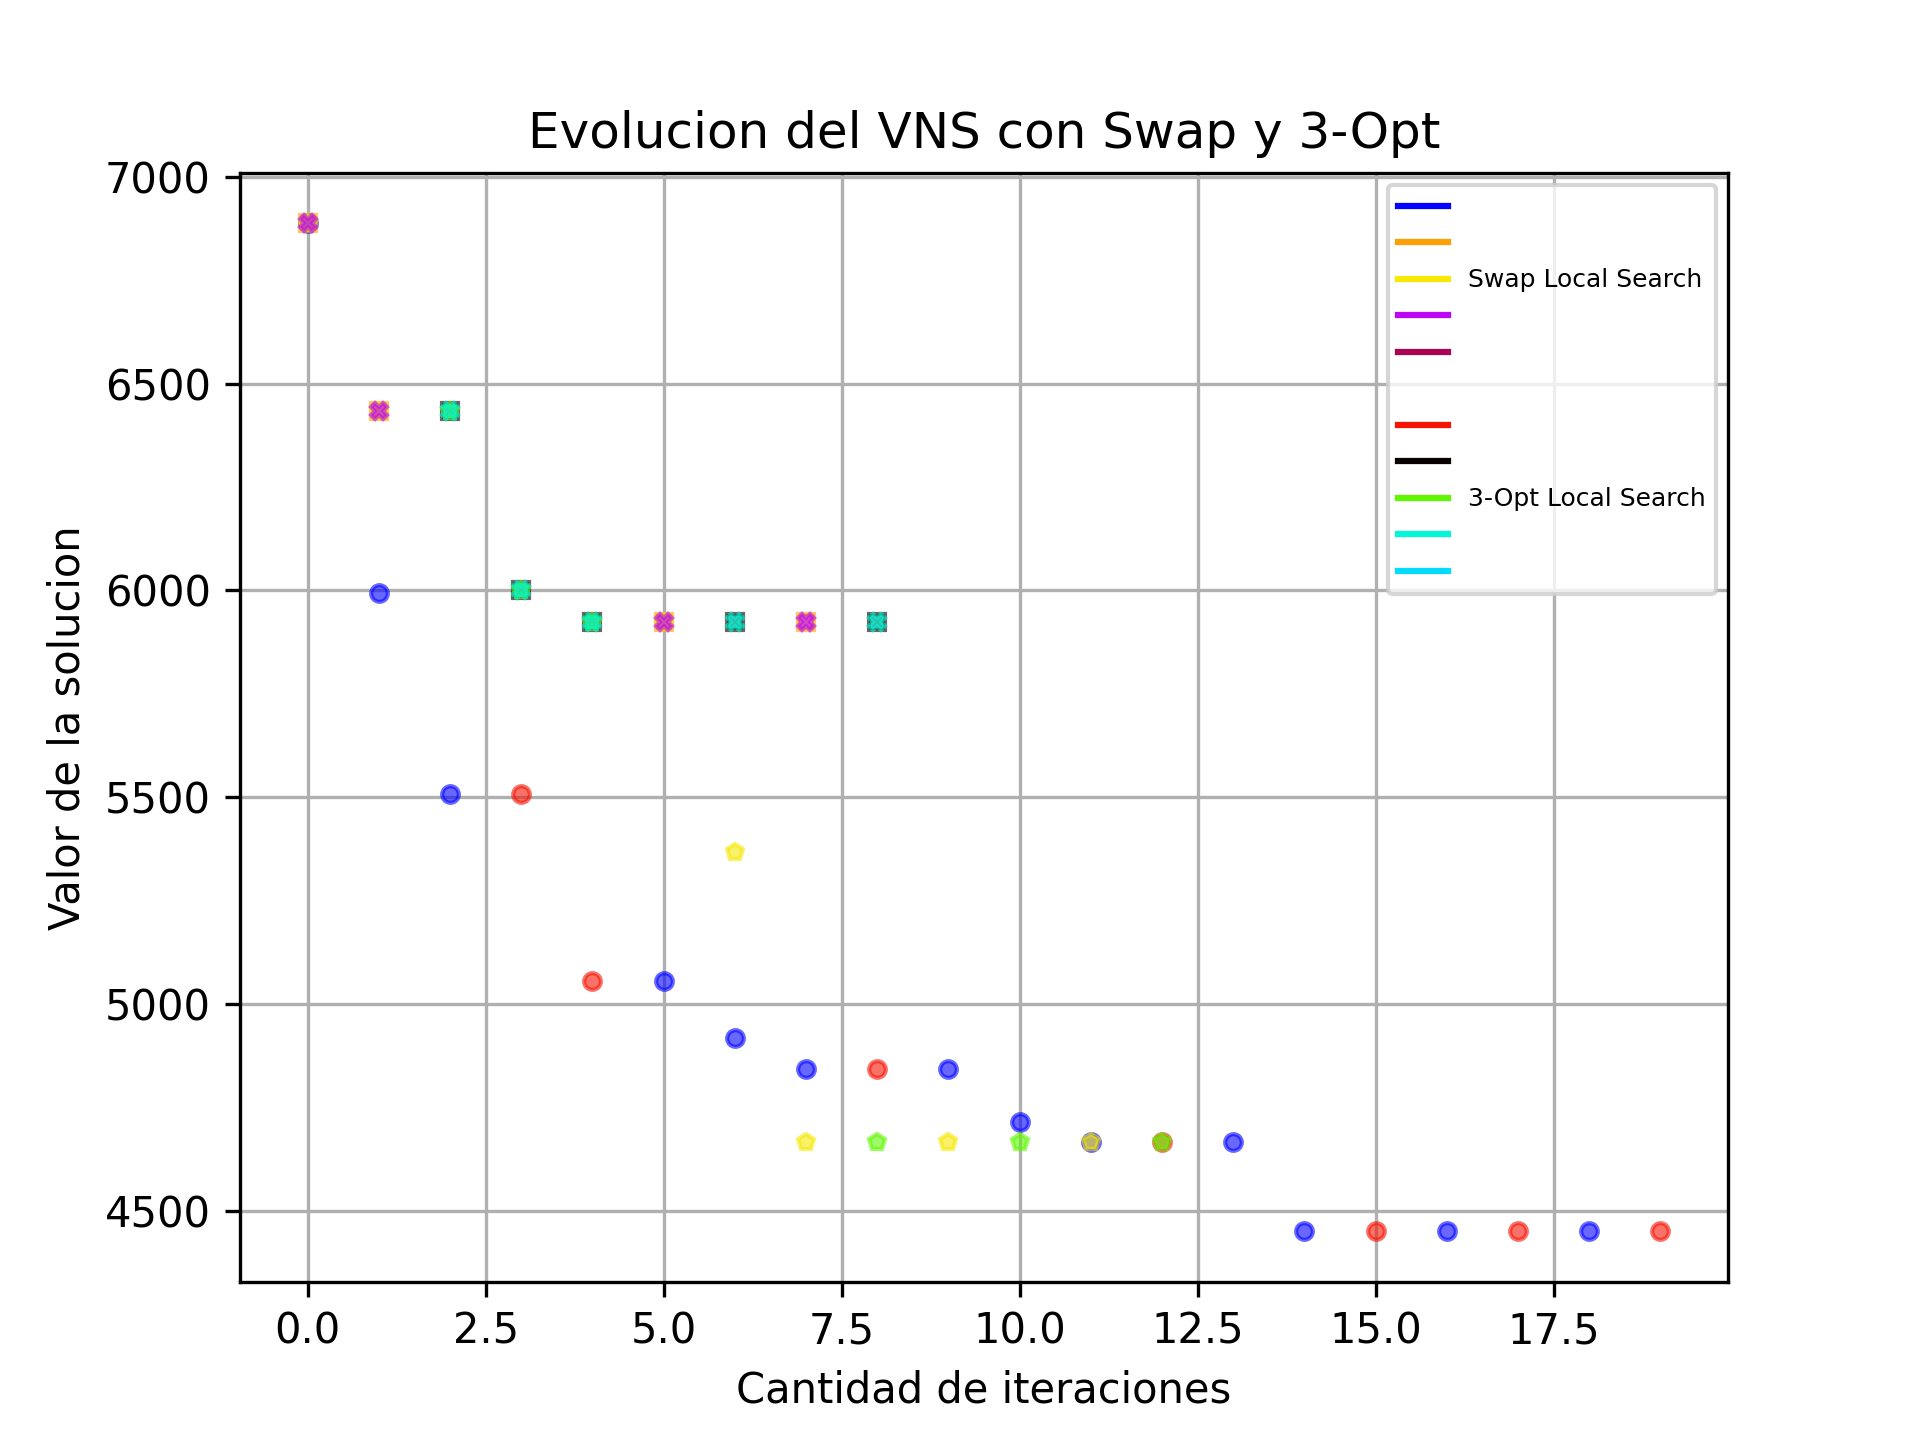 Evolucion del VNS con Swap y 3-Opt
7000
6500
6000
5500
5000
4500
Valor de la solucion
Swap Local Search
3-Opt Local Search
0.0 2.5 5.0 7.5 10.0 12.5 15.0 17.5
Cantidad de iteraciones